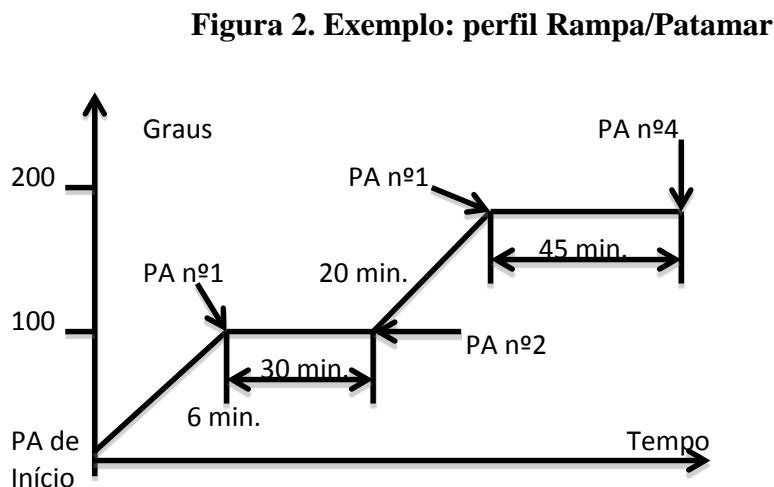 Figura 2. Exemplo: perfil Rampa/Patamar
Graus
PA nº4
200
PA nº1
PA nº1
20 min.
45 min.
100
PA nº2
30 min.
6 min.
PA de
Início
Tempo